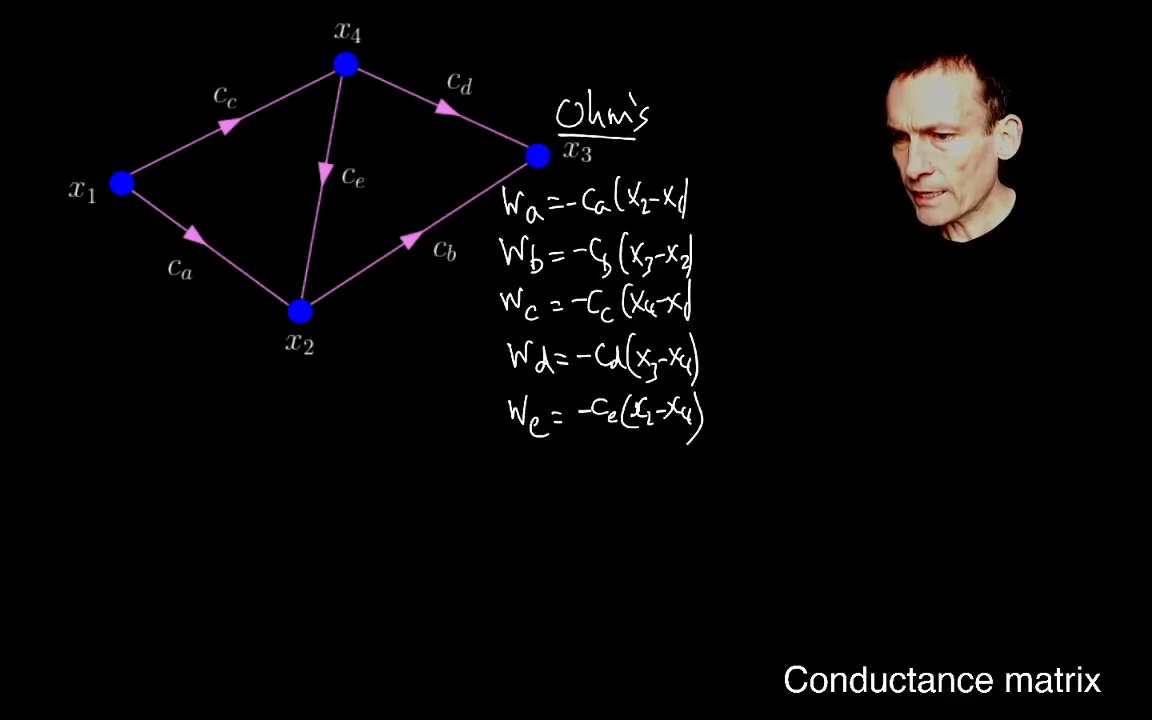 x4
cc
cd
x1
ce
x3
ca
cb
x2
Ohm's
Wa = -Ca(x2-x1)
Wb = -Cb(x3-x2)
Wc = -Cc(x4-x1)
Wd = -Cd(x3-x4)
We = -Ce(x2-x4)
Conductance matrix